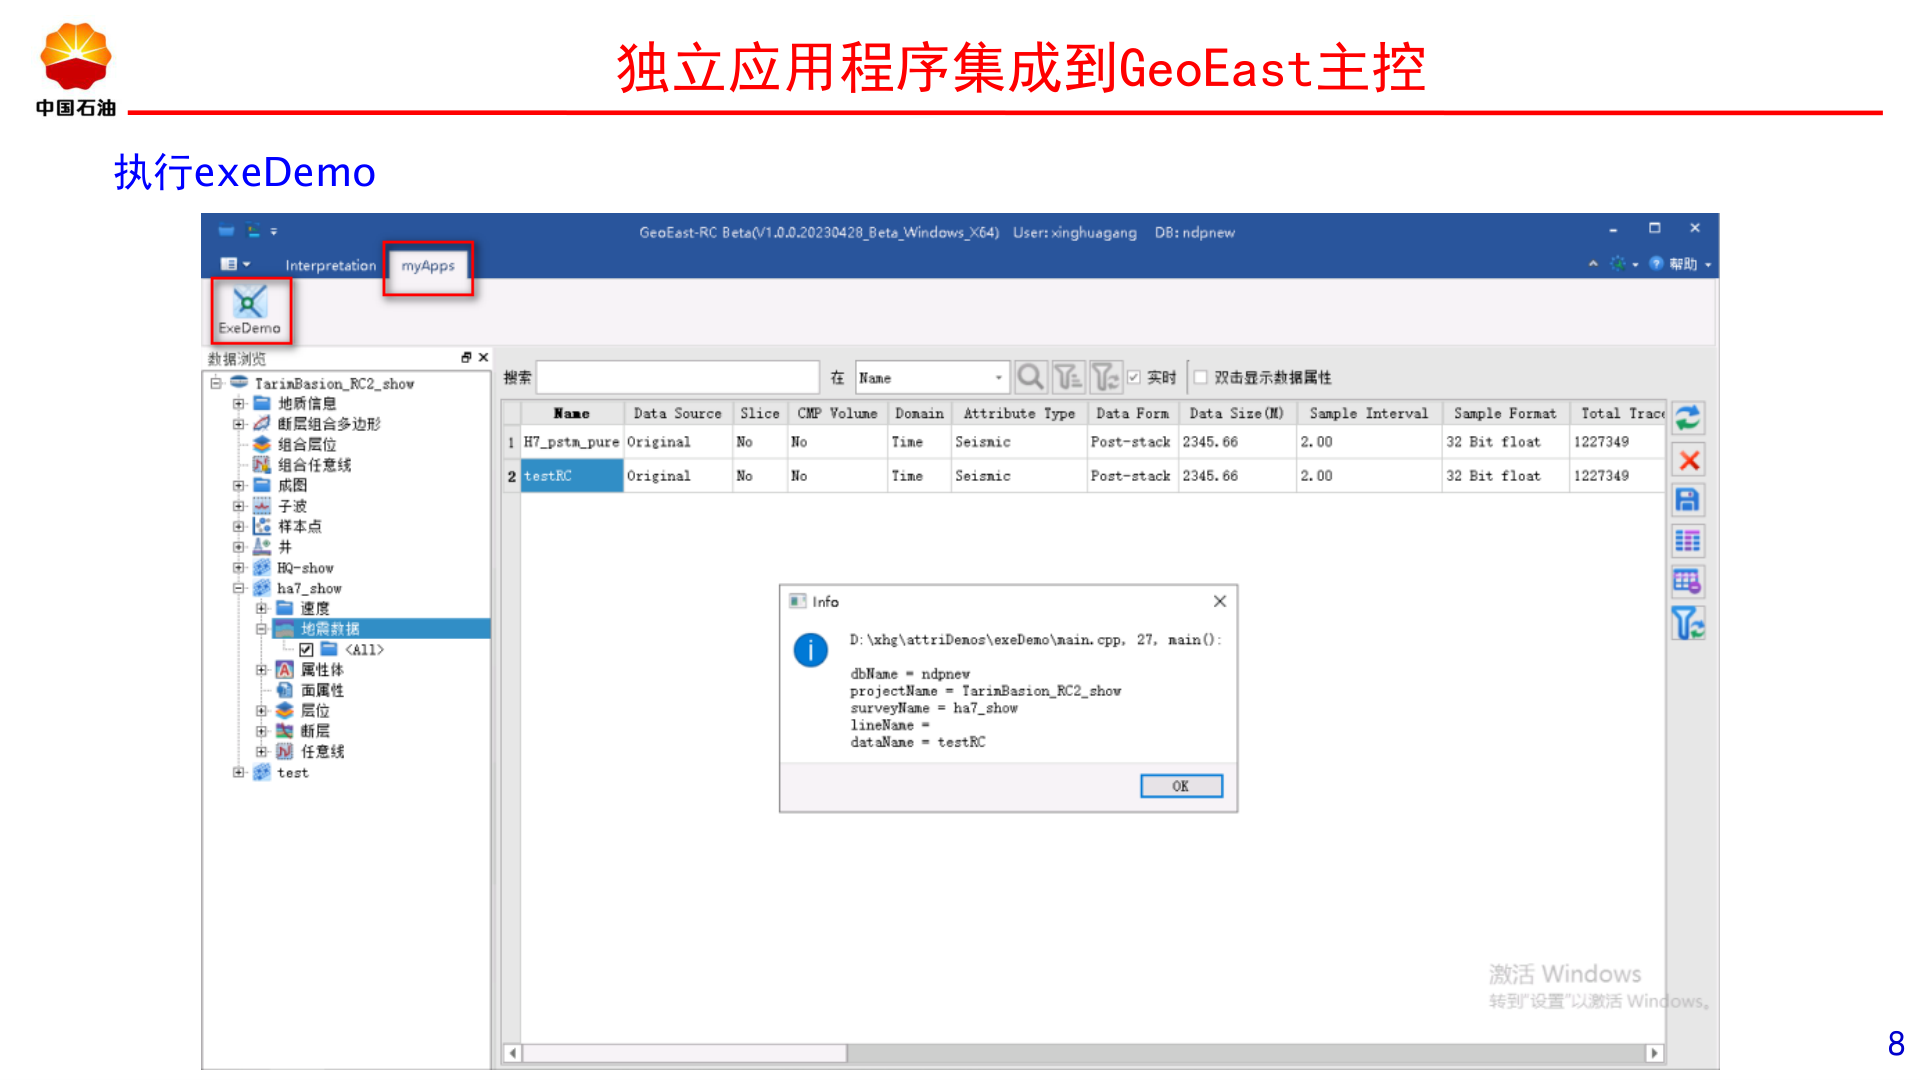 中国石油
独立应用程序集成到GeoEast主控
执行exeDemo
GeoEast-RC Beta(V1.0.0.20230428_Beta_Windows_X64) User: xinghuagang DB: ndpnew
Interpretation myApps 帮助
ExeDemo
数据浏览
TarimBasion_RC2_show
地质信息
断层组合多边形
组合层位
组合任意线
成图
子波
样本点
井
HQ-show
ha7_show
速度
地震数据
<All>
属性体
面属性
层位
断层
任意线
test
搜索 在 Name 实时 双击显示数据属性
Name Data Source Slice CMP Volume Domain Attribute Type Data Form Data Size(M) Sample Interval Sample Format Total Trace
1 H7_pstm_pure Original No No Time Seismic Post-stack 2345.66 2.00 32 Bit float 1227349
2 testRC Original No No Time Seismic Post-stack 2345.66 2.00 32 Bit float 1227349
Info
D:\xhg\attriDemos\exeDemo\main.cpp, 27, main():
dbName = ndpnew
projectName = TarimBasion_RC2_show
surveyName = ha7_show
lineName =
dataName = testRC
OK
激活 Windows
转到"设置"以激活 Windows。
8